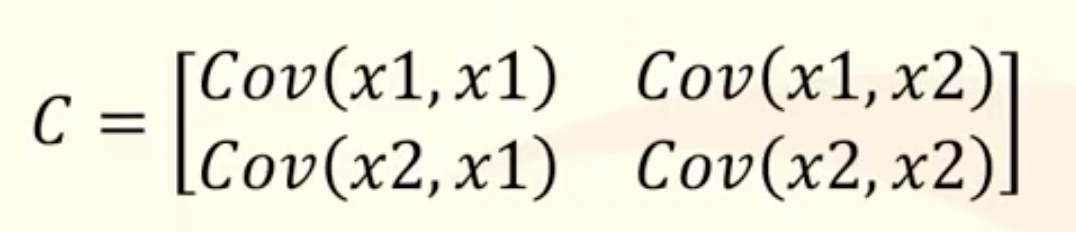 C = [Cov(x1, x1) Cov(x1, x2)]
[Cov(x2, x1) Cov(x2, x2)]